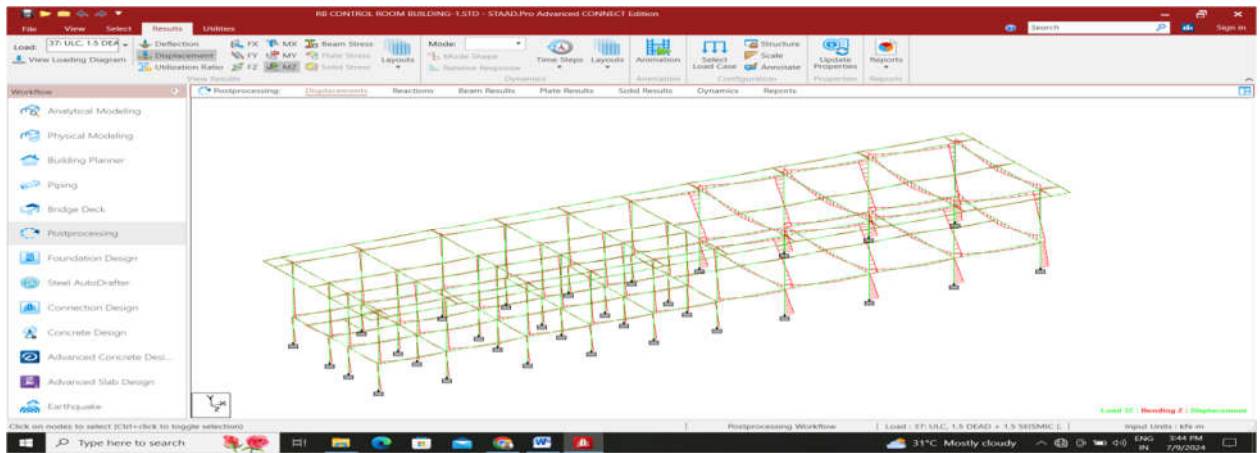 RB CONTROL ROOM BUILDING-1.STD - STAAD.Pro Advanced CONNECT Edition
File View Select Results Utilities Search Sign in
Load: 37: ULC, 1.5 DEA Deflection FX MX Beam Stress Mode: Structure
View Loading Diagram Displacement FY MY Plate Stress Layouts Mode Shape Time Steps Layouts Animation Select Load Case Scale Update Properties Reports
Utilization Ratio FZ MZ Solid Stress Relative Response Annotate
View Results Dynamics Animation Configuration Properties Reports
Workflow Postprocessing: Displacements Reactions Beam Results Plate Results Solid Results Dynamics Reports
Analytical Modeling
Physical Modeling
Building Planner
Piping
Bridge Deck
Postprocessing
Foundation Design
Steel AutoDrafter
Connection Design
Concrete Design
Advanced Concrete Desi...
Advanced Slab Design
Earthquake
Y X Z
Load 37 : Bending Z : Displacement
Click on nodes to select (Ctrl+click to toggle selection) Postprocessing Workflow Load : 37: ULC, 1.5 DEAD + 1.5 SEISMIC Input Units : kN-m
Type here to search 31°C Mostly cloudy ENG IN 3:44 PM 7/9/2024